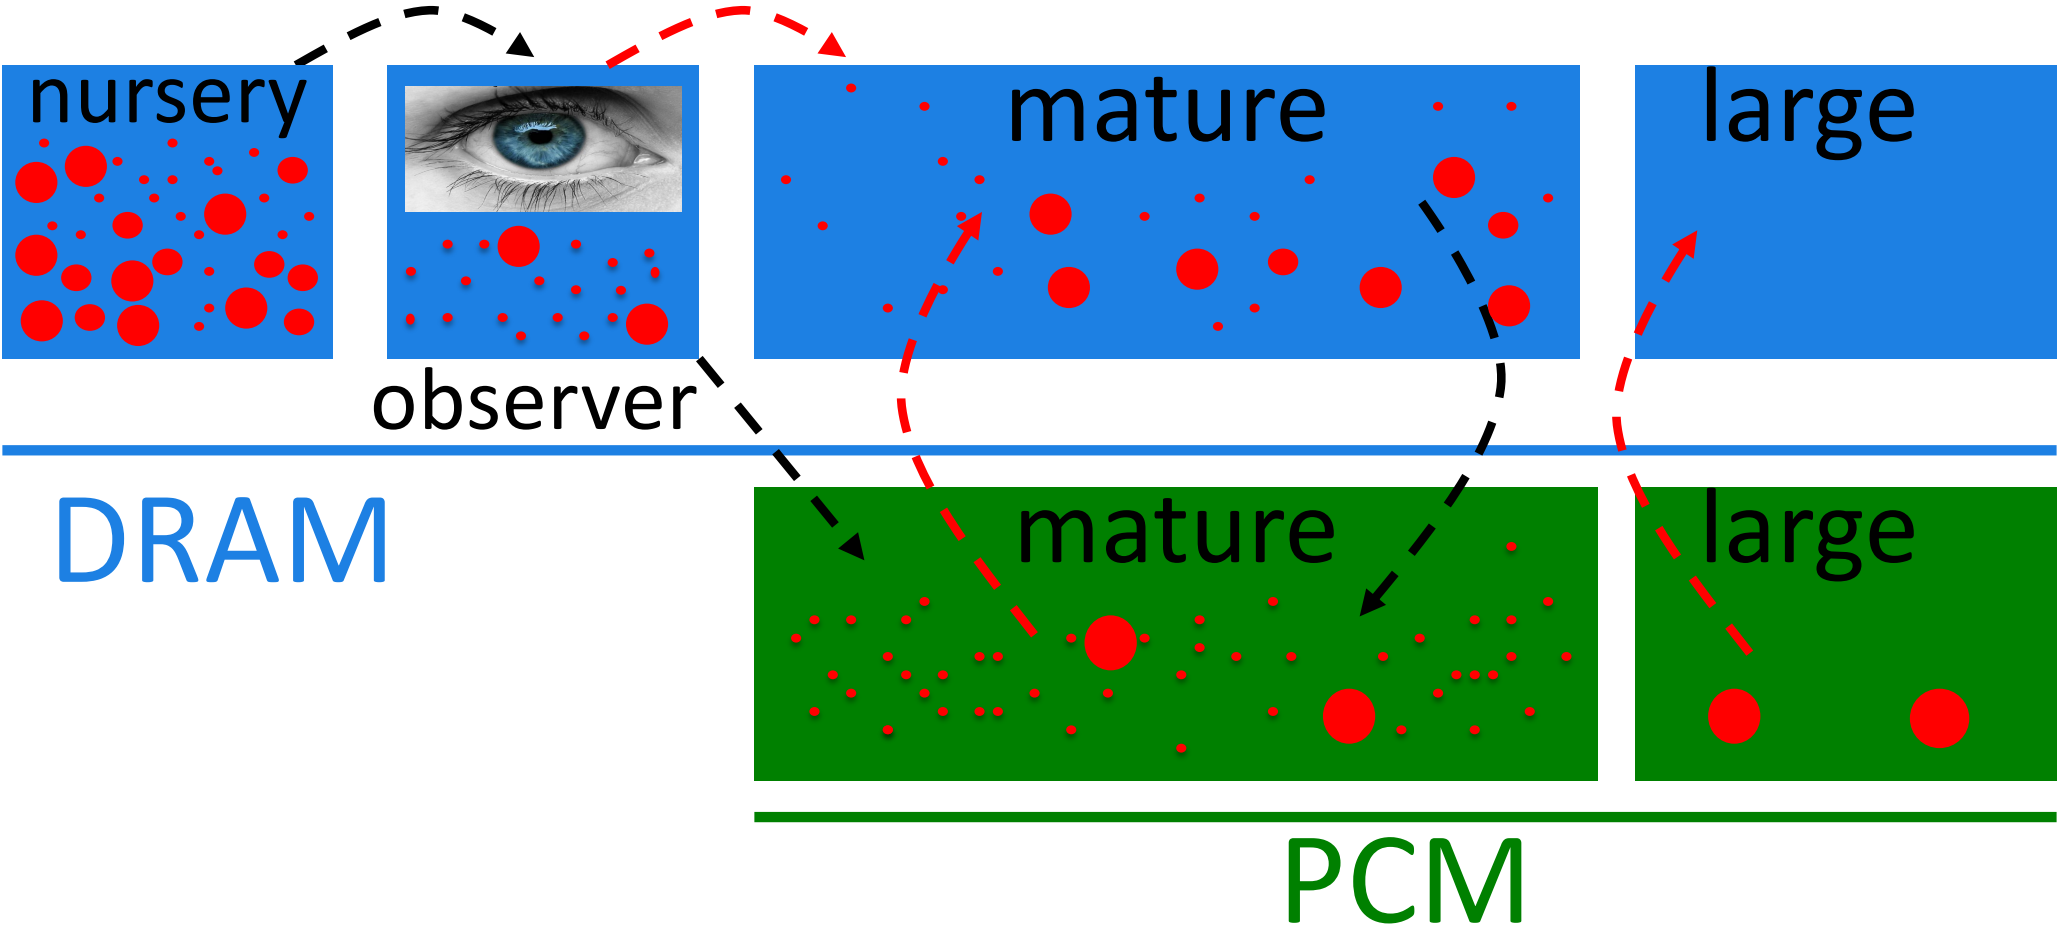 nursery
observer
mature
large
DRAM
mature
large
PCM